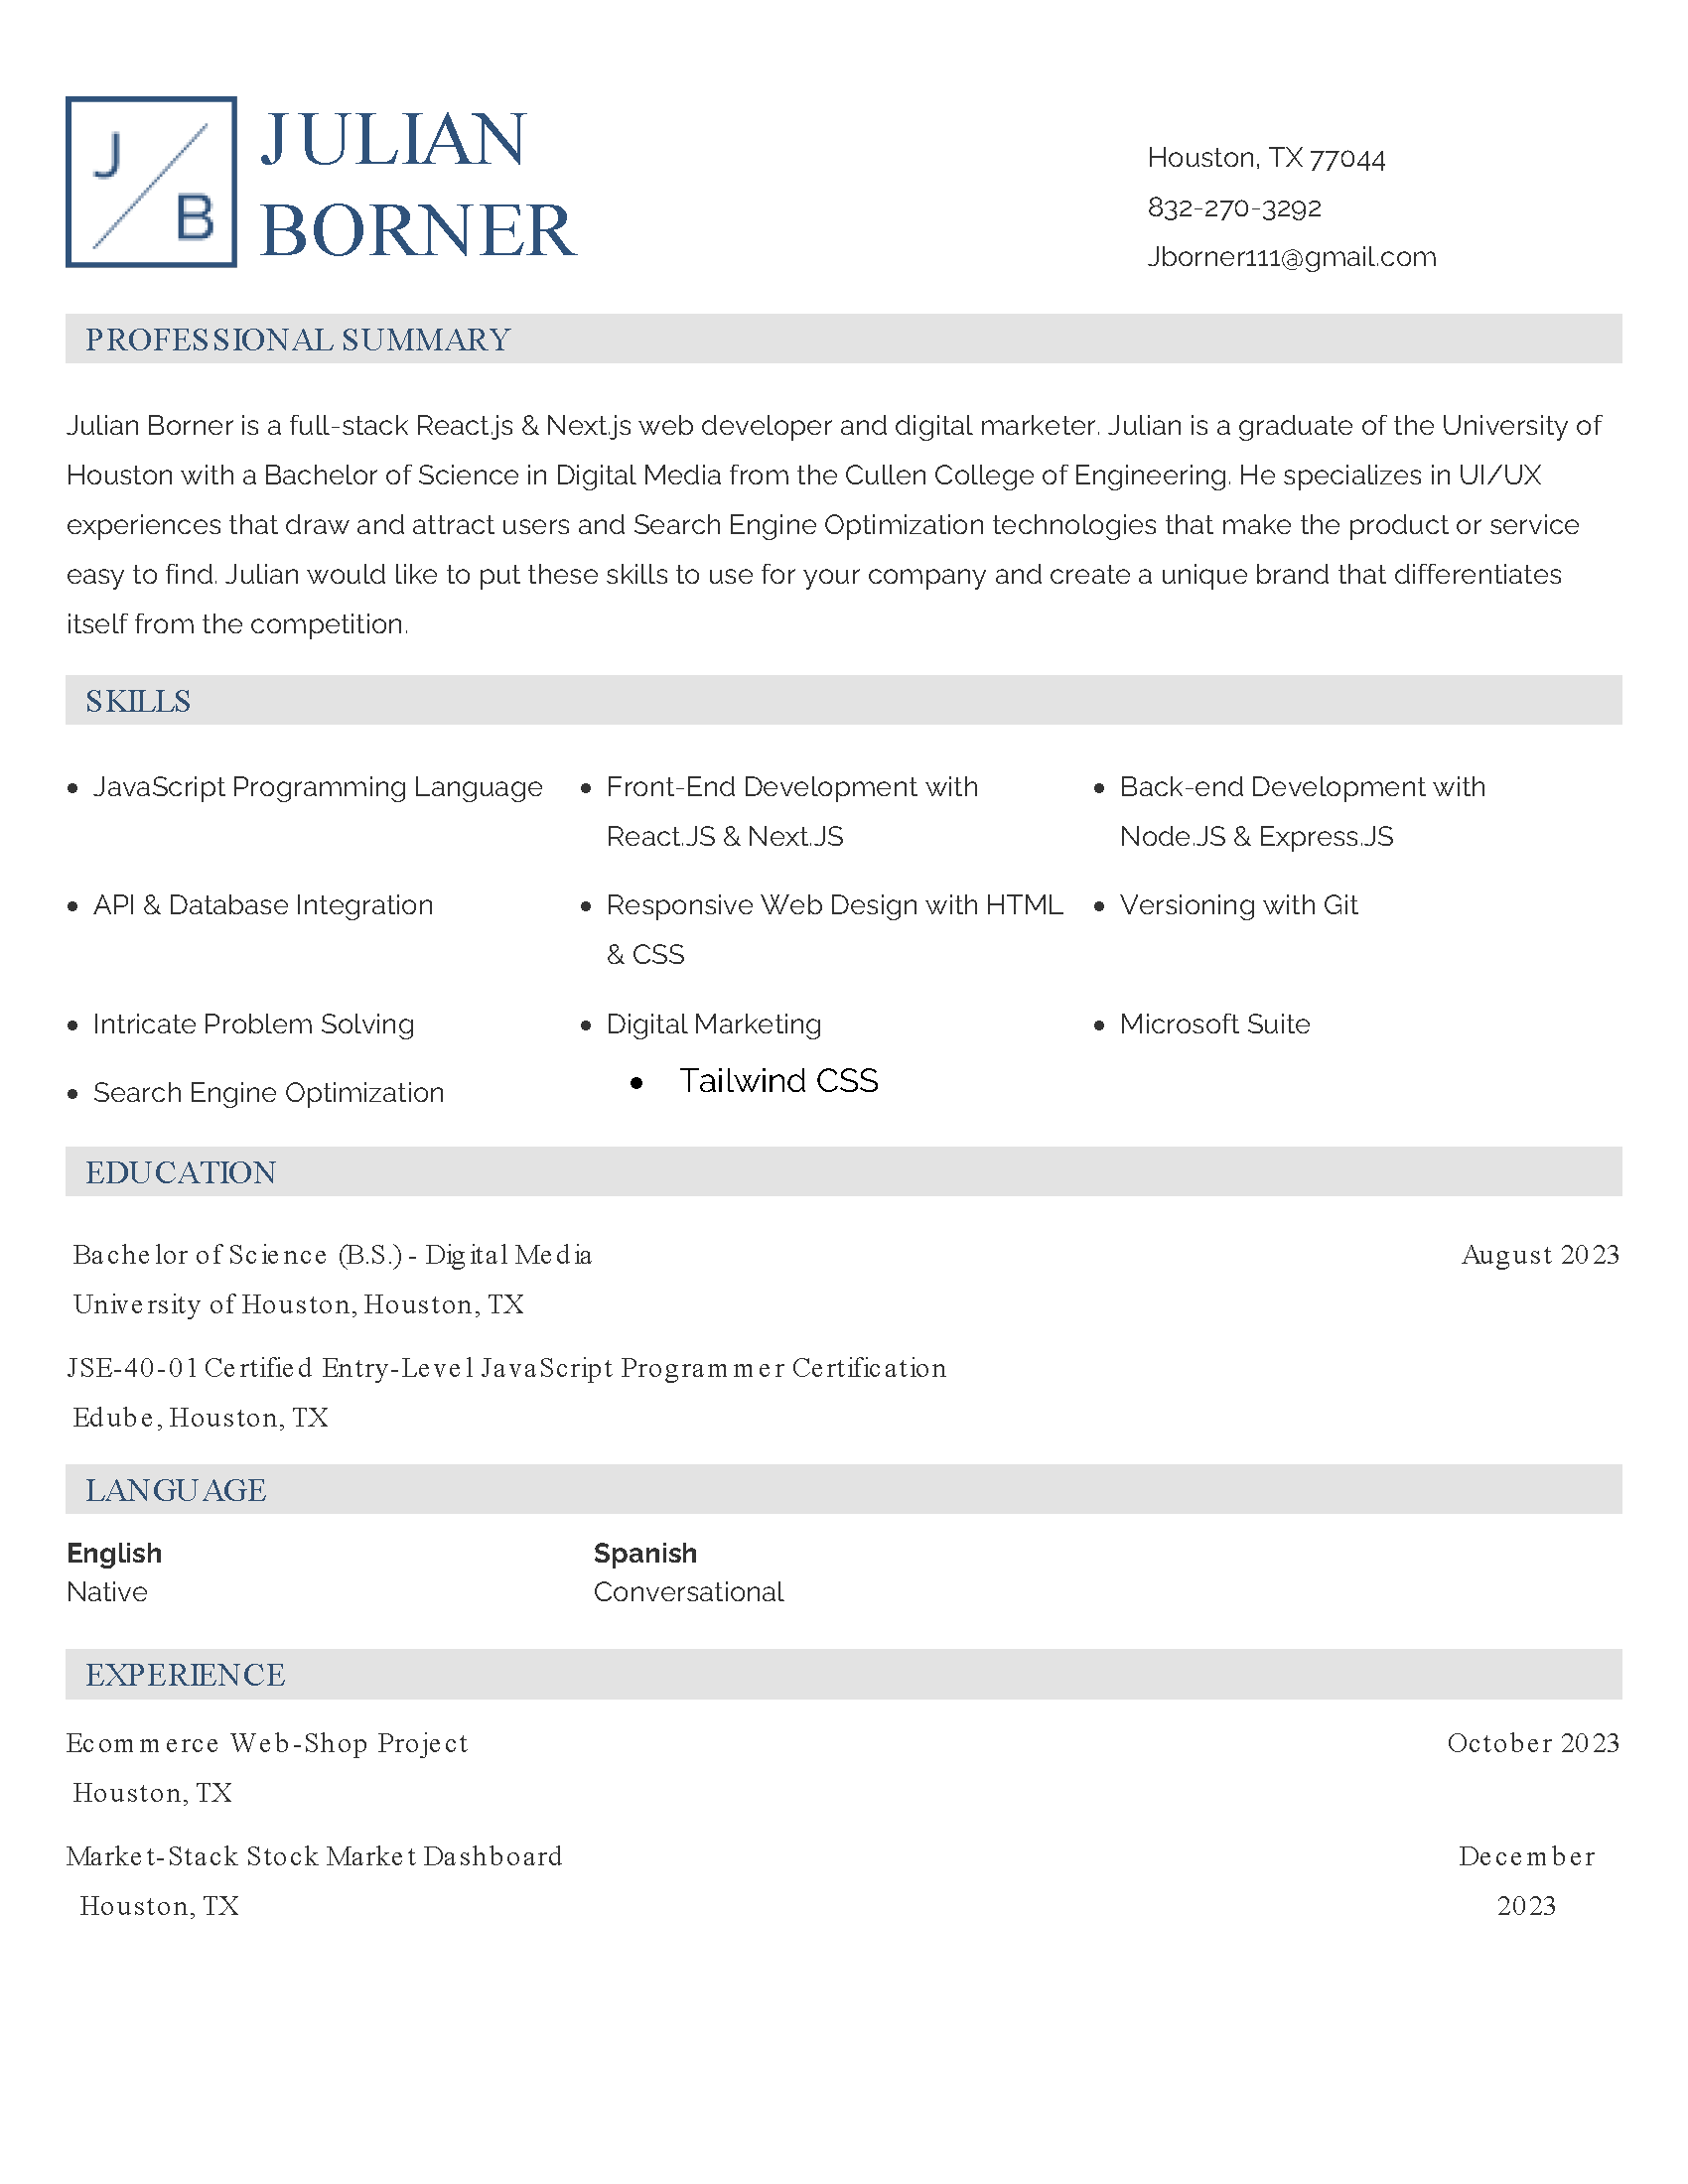 J
B
JULIAN
BORNER
Houston, TX 77044
832-270-3292
Jborner111@gmail.com
PROFESSIONAL SUMMARY
Julian Borner is a full-stack React.js & Next.js web developer and digital marketer. Julian is a graduate of the University of
Houston with a Bachelor of Science in Digital Media from the Cullen College of Engineering. He specializes in UI/UX
experiences that draw and attract users and Search Engine Optimization technologies that make the product or service
easy to find. Julian would like to put these skills to use for your company and create a unique brand that differentiates
itself from the competition.
SKILLS
• JavaScript Programming Language
• Front-End Development with
React.JS & Next.JS
• Back-end Development with
Node.JS & Express.JS
• API & Database Integration
• Responsive Web Design with HTML
& CSS
• Versioning with Git
• Intricate Problem Solving
• Digital Marketing
• Microsoft Suite
• Search Engine Optimization
• Tailwind CSS
EDUCATION
Bachelor of Science (B.S.) - Digital Media August 2023
University of Houston, Houston, TX
JSE-40-01 Certified Entry-Level JavaScript Programmer Certification
Edube, Houston, TX
LANGUAGE
English
Native
Spanish
Conversational
EXPERIENCE
Ecommerce Web-Shop Project October 2023
Houston, TX
Market-Stack Stock Market Dashboard December
Houston, TX 2023